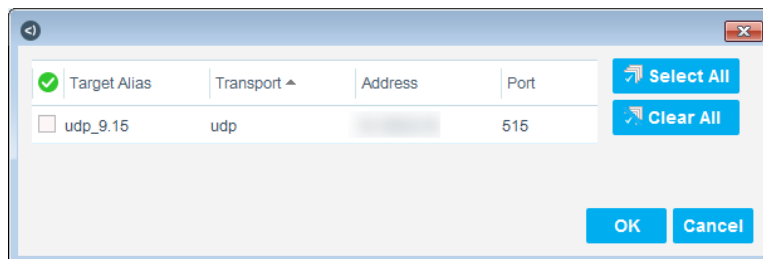 Target Alias Transport Address Port
udp_9.15 udp 515
Select All
Clear All
OK Cancel